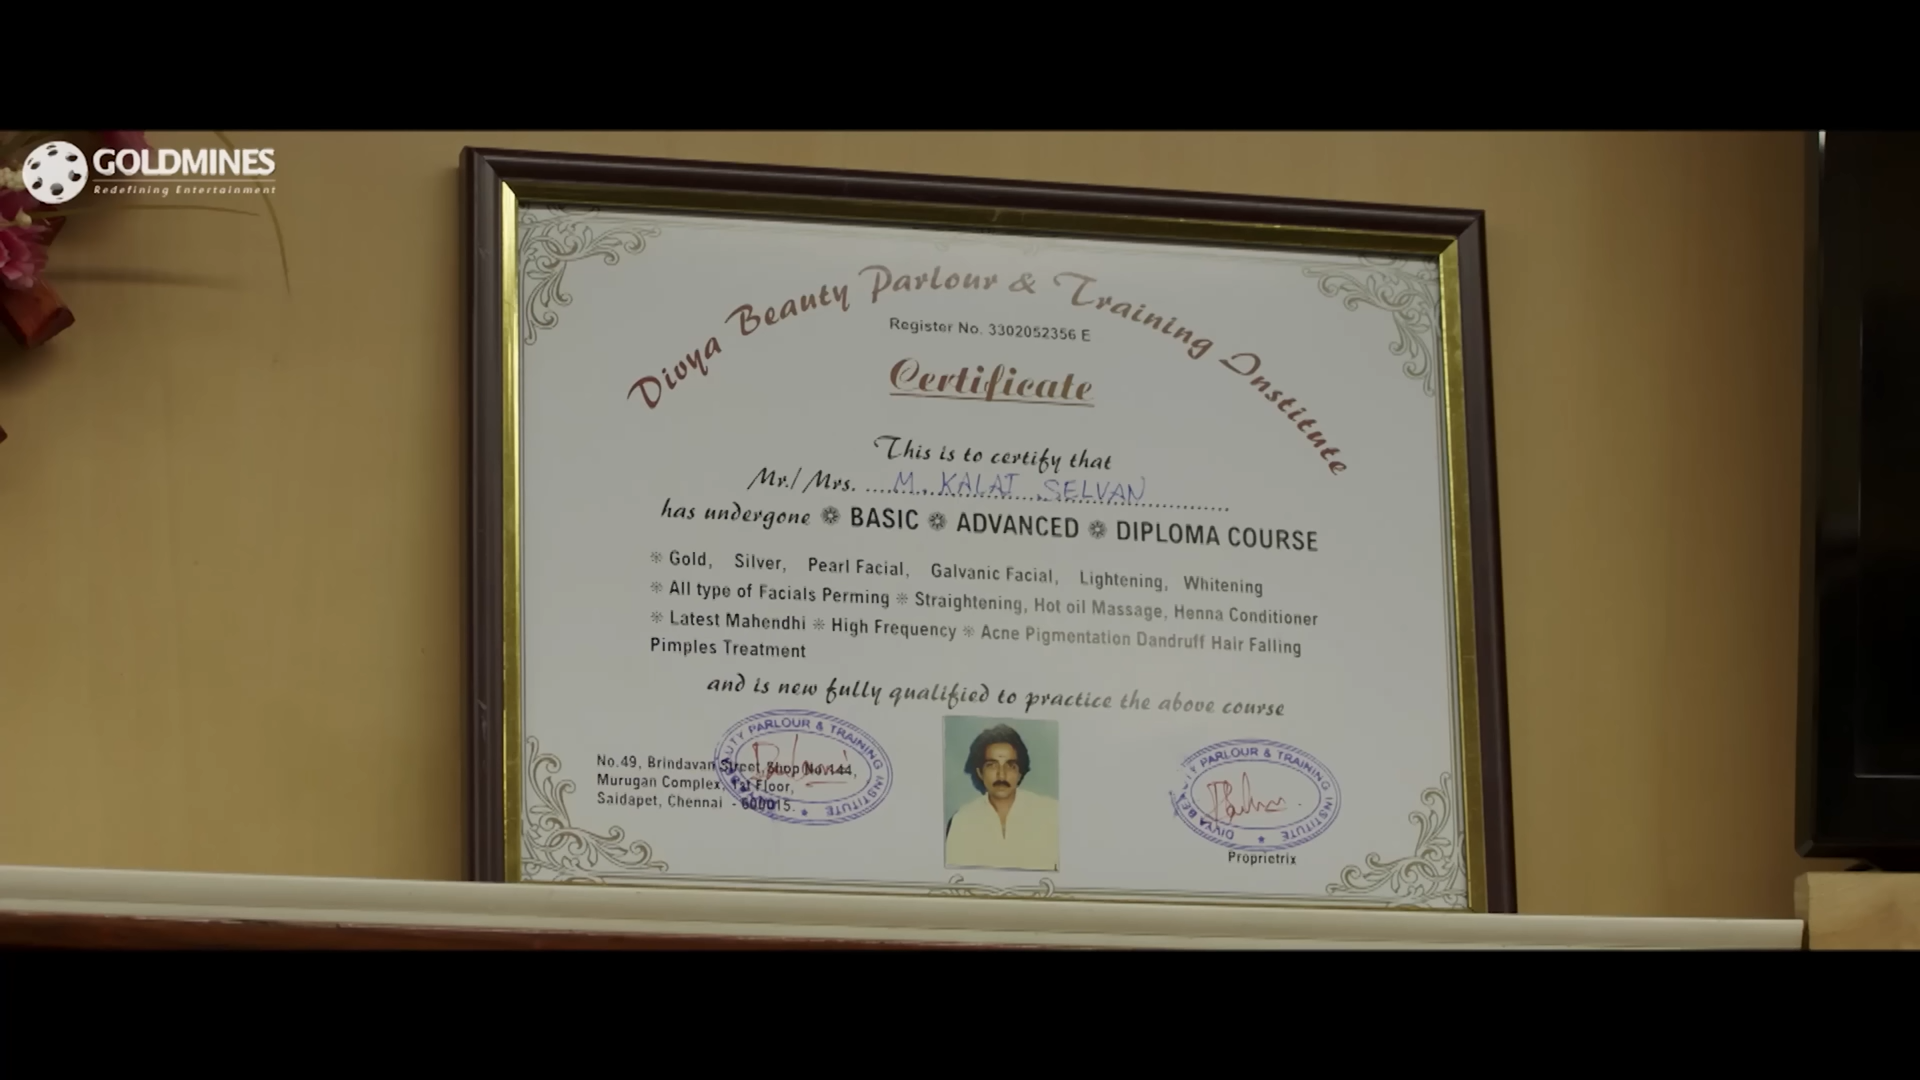 GOLDMINES
Redefining Entertainment
Divya Beauty Parlour & Training Institute
Register No. 3302052356 E
Certificate
This is to certify that
Mr./ Mrs. ....M. KALAI SELVAN....
has undergone ❋ BASIC ❋ ADVANCED ❋ DIPLOMA COURSE
❋ Gold, Silver, Pearl Facial, Galvanic Facial, Lightening, Whitening
❋ All type of Facials Perming ❋ Straightening, Hot oil Massage, Henna Conditioner
❋ Latest Mahendhi ❋ High Frequency ❋ Acne Pigmentation Dandruff Hair Falling
Pimples Treatment
and is new fully qualified to practice the above course
No.49, Brindavan Street, Shop No.144,
Murugan Complex, 1st Floor,
Saidapet, Chennai - 600015.
BEAUTY PARLOUR & TRAINING INSTITUTE
DIVYA BEAUTY PARLOUR & TRAINING INSTITUTE
Proprietrix